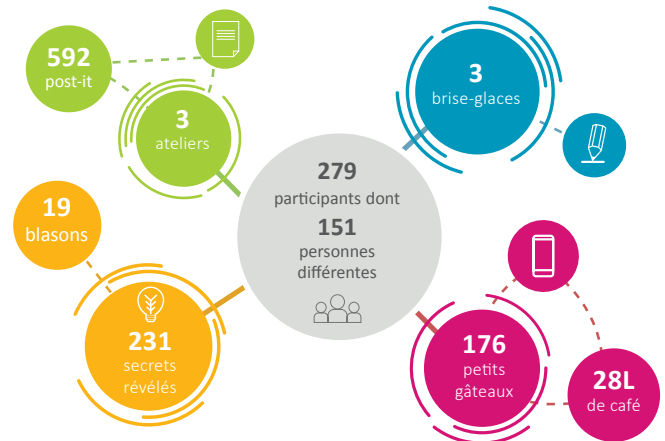 592
post-it
3
ateliers
3
brise-glaces
279
participants dont
151
personnes
différentes
19
blasons
231
secrets
révélés
176
petits
gâteaux
28L
de café